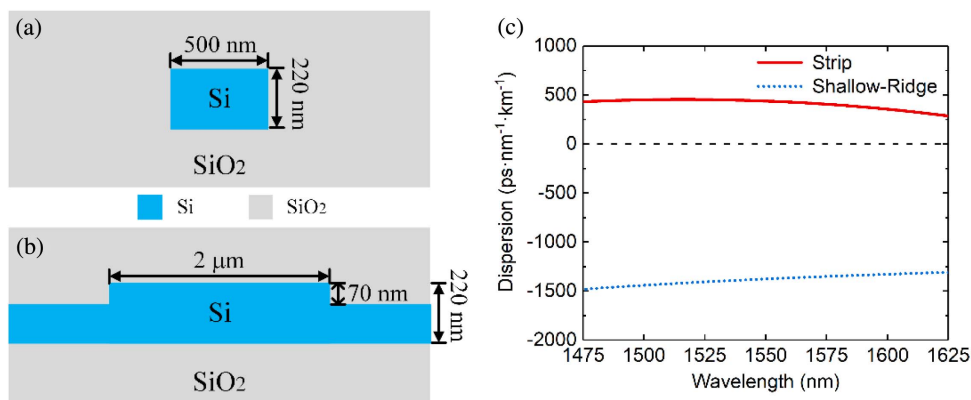 (a)
500 nm
220 nm
Si
SiO₂
Si
SiO₂
(b)
2 μm
70 nm
220 nm
Si
SiO₂
(c)
1000
500
0
-500
-1000
-1500
-2000
Dispersion (ps·nm⁻¹·km⁻¹)
Strip
Shallow-Ridge
1475 1500 1525 1550 1575 1600 1625
Wavelength (nm)